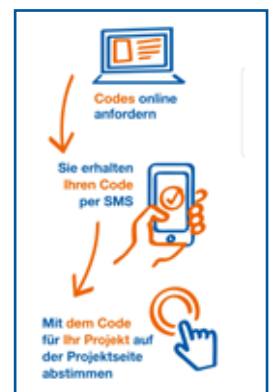 Codes online
anfordern
Sie erhalten
Ihren Code
per SMS
Mit dem Code
für Ihr Projekt auf
der Projektseite
abstimmen